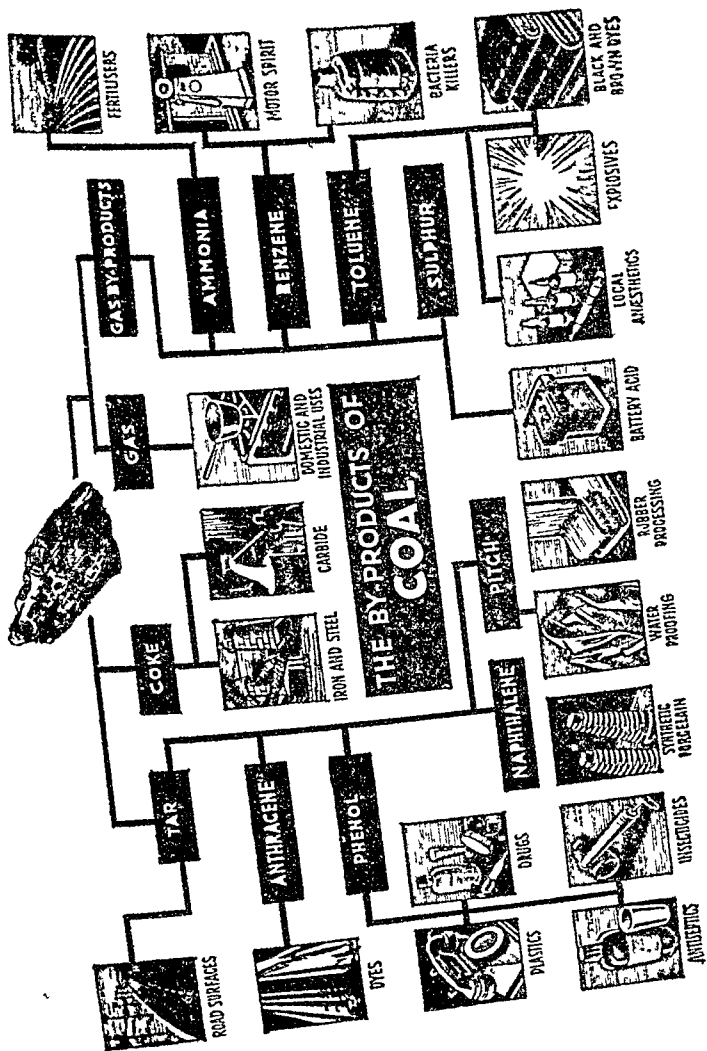 THE BY-PRODUCTS OF
COAL
TAR
COKE
GAS
GAS BY-PRODUCTS
ROAD SURFACES
ANTHRACENE
DYES
PHENOL
PLASTICS
DRUGS
ANTISEPTICS
INSECTICIDES
NAPHTHALENE
SYNTHETIC
PORCELAIN
PITCH
WATER
PROOFING
RUBBER
PROCESSING
IRON AND STEEL
CARBIDE
DOMESTIC AND
INDUSTRIAL USES
AMMONIA
FERTILISERS
BENZENE
MOTOR SPIRIT
BACTERIA
KILLERS
TOLUENE
BLACK AND
BROWN DYES
EXPLOSIVES
LOCAL
ANÆSTHETICS
SULPHUR
BATTERY ACID